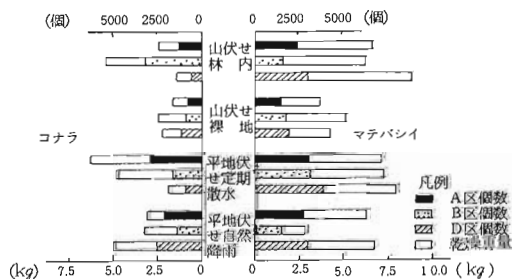 (個) 5000 2500 0 0 2500 5000 (個)
山伏せ
林内
山伏せ
裸地
コナラ
マテバシイ
平地伏
せ定期
散水
平地伏
せ自然
降雨
凡例
A区個数
B区個数
D区個数
乾燥重量
7.5 5.0 2.5 0 0 2.5 5.0 7.5 10.0
(kg) (kg)